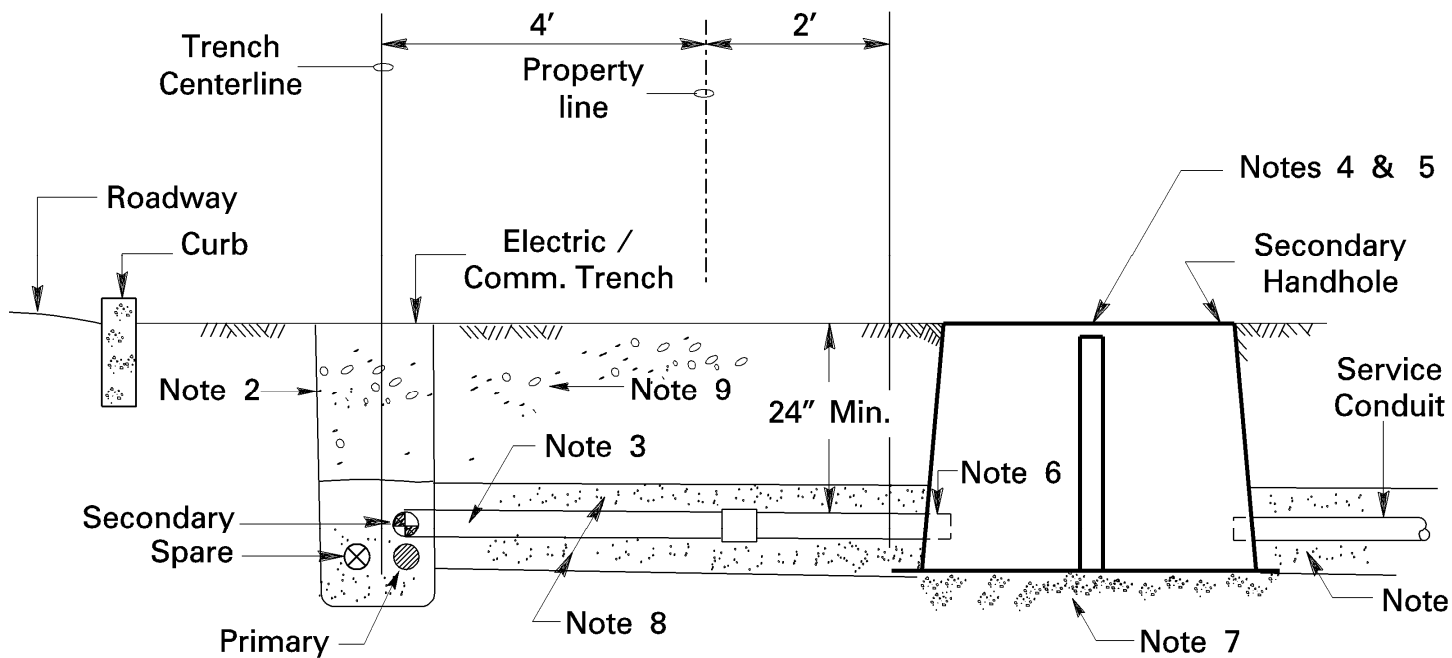 4′
2′
Trench
Centerline
Property
line
Roadway
Curb
Electric /
Comm. Trench
Notes 4 & 5
Secondary
Handhole
Note 2
Note 9
24″ Min.
Service
Conduit
Note 3
Note 6
Secondary
Spare
Primary
Note 8
Note 7
Note